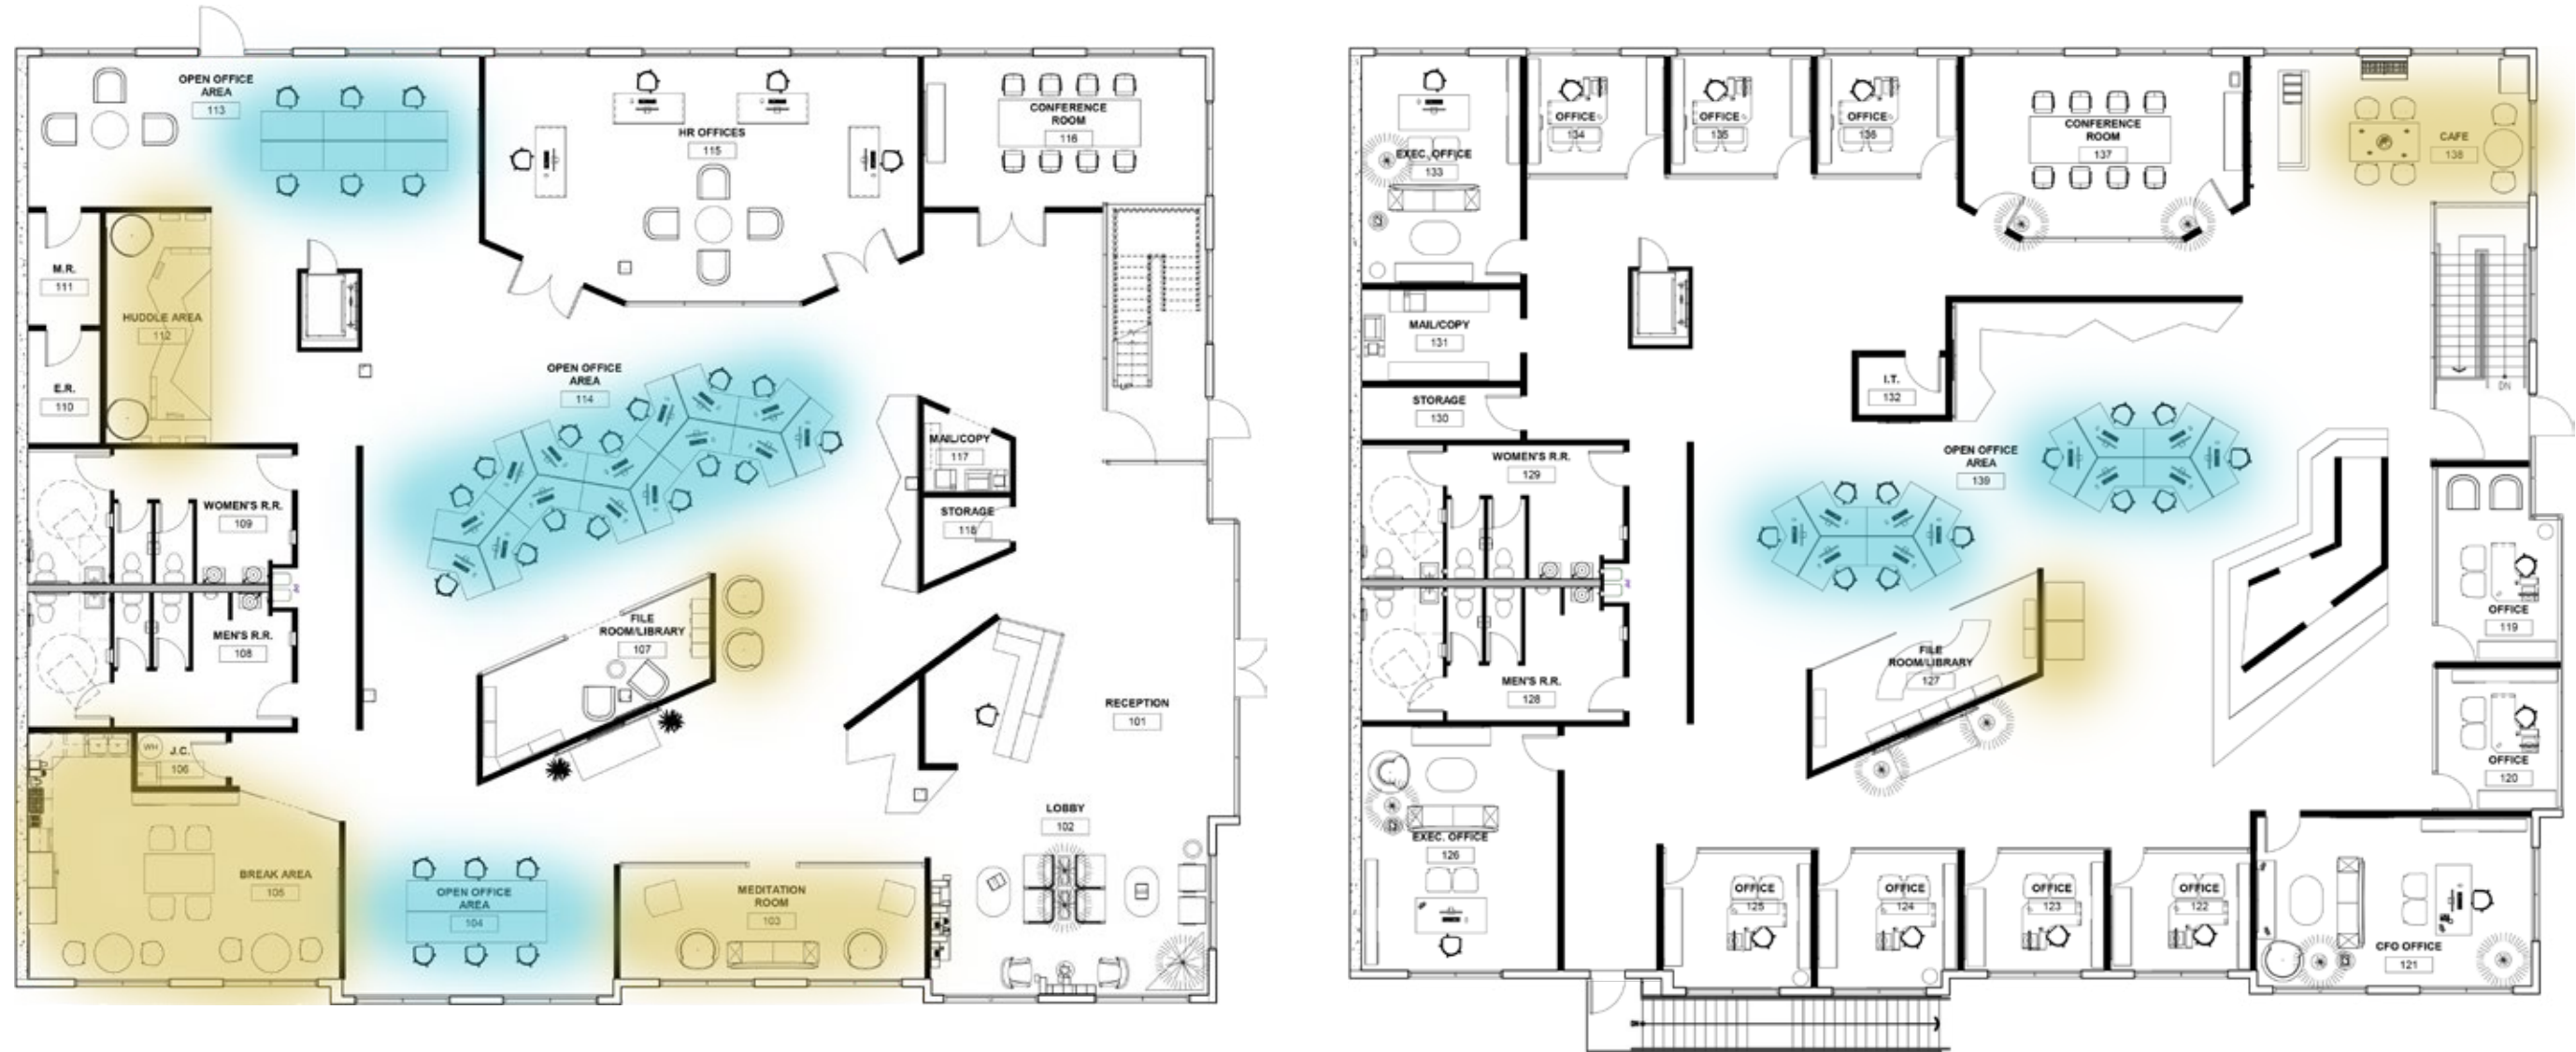 OPEN OFFICE
AREA
113
HR OFFICES
115
CONFERENCE
ROOM
116
M.R.
111
HUDDLE AREA
112
E.R.
110
OPEN OFFICE
AREA
114
MAIL/COPY
117
STORAGE
118
WOMEN'S R.R.
109
MEN'S R.R.
108
FILE
ROOM/LIBRARY
107
RECEPTION
101
WH
J.C.
106
LOBBY
102
BREAK AREA
105
OPEN OFFICE
AREA
104
MEDITATION
ROOM
103
EXEC. OFFICE
133
OFFICE
134
OFFICE
135
OFFICE
136
CONFERENCE
ROOM
137
CAFE
138
MAIL/COPY
131
STORAGE
130
I.T.
132
DN
WOMEN'S R.R.
129
OPEN OFFICE
AREA
139
MEN'S R.R.
128
FILE
ROOM/LIBRARY
127
OFFICE
119
OFFICE
120
EXEC. OFFICE
126
OFFICE
125
OFFICE
124
OFFICE
123
OFFICE
122
CFO OFFICE
121